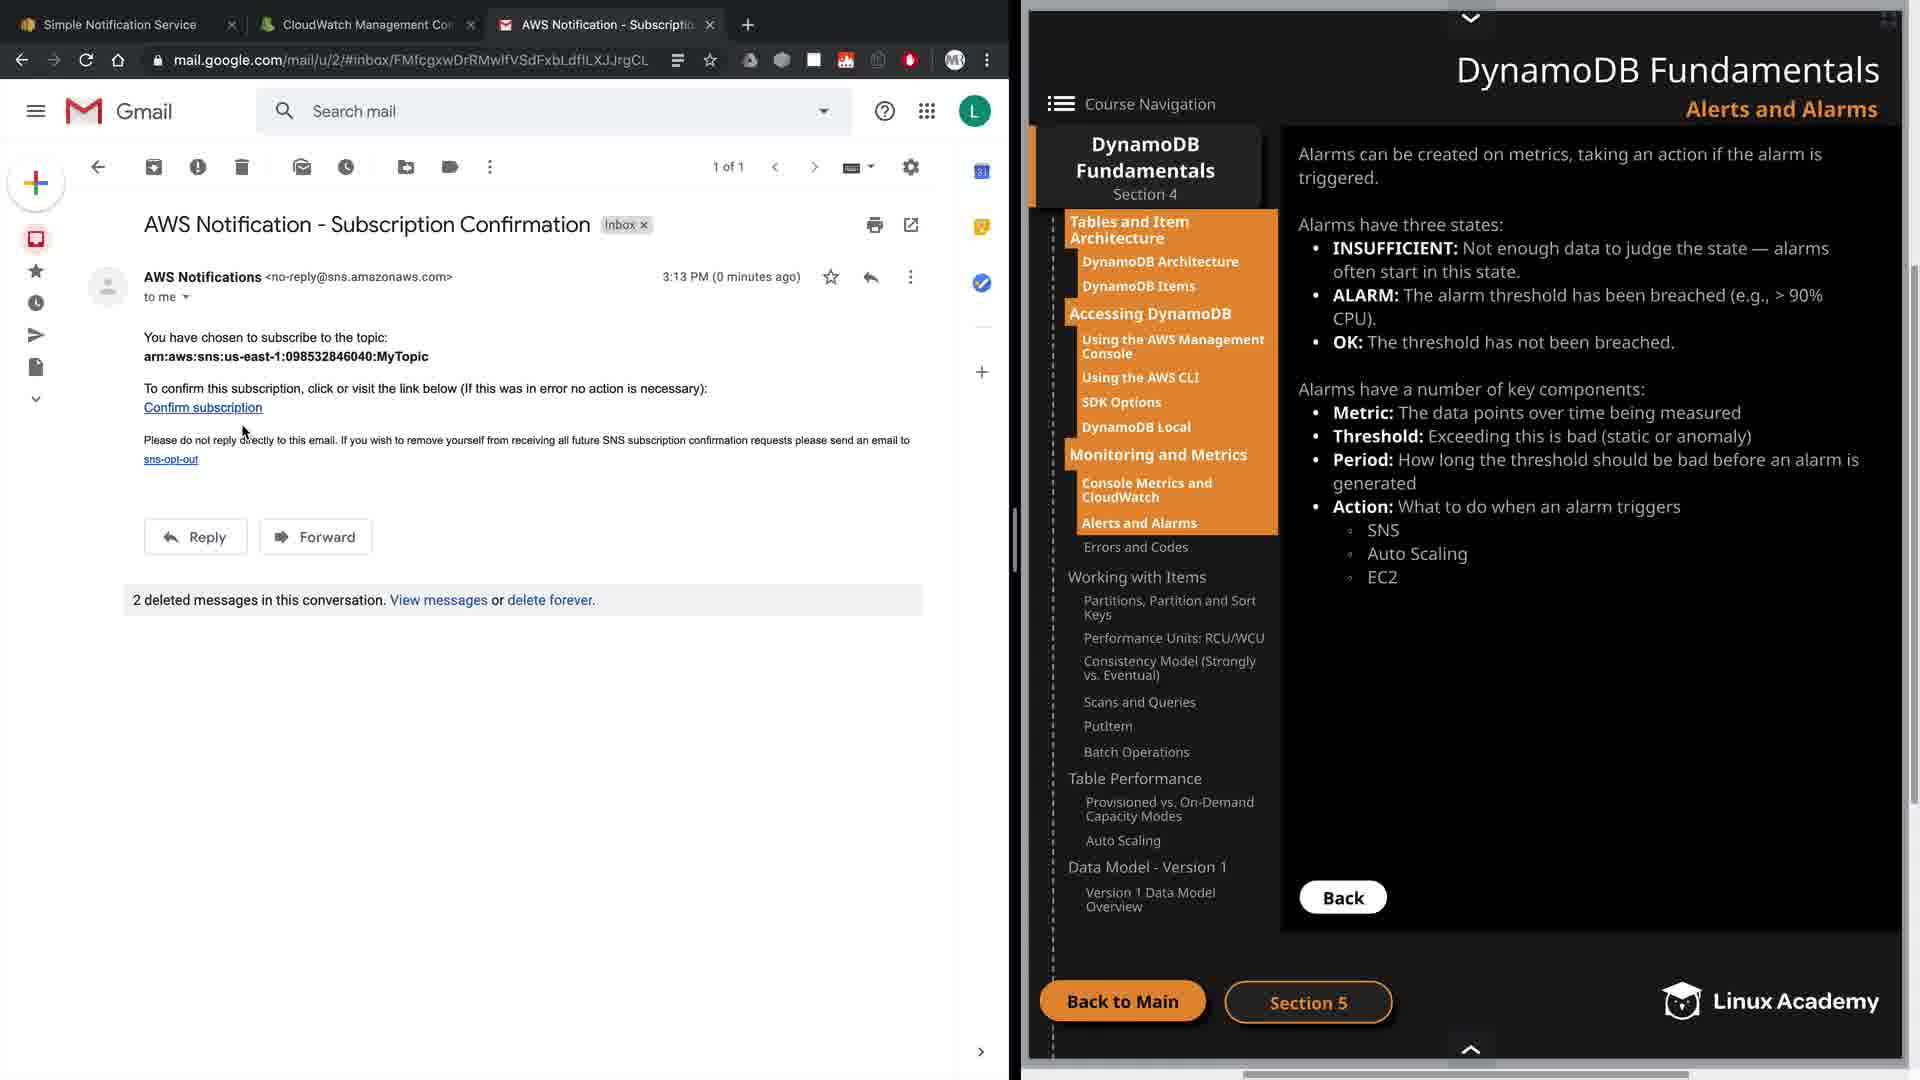 Simple Notification Service
CloudWatch Management Con
AWS Notification - Subscriptio
mail.google.com/mail/u/2/#inbox/
Gmail
Search mail
L
1 of 1
AWS Notification - Subscription Confirmation
Inbox
AWS Notifications <no-reply@sns.amazonaws.com>
3:13 PM (0 minutes ago)
to me
You have chosen to subscribe to the topic:
arn:aws:sns:us-east-1:098532846040:MyTopic
To confirm this subscription, click or visit the link below (If this was in error no action is necessary):
Confirm subscription
Please do not reply directly to this email. If you wish to remove yourself from receiving all future SNS subscription confirmation requests please send an email to
sns-opt-out
Reply
Forward
2 deleted messages in this conversation. View messages or delete forever.
DynamoDB Fundamentals
Alerts and Alarms
Course Navigation
DynamoDB
Fundamentals
Section 4
Tables and Item
Architecture
DynamoDB Architecture
DynamoDB Items
Accessing DynamoDB
Using the AWS Management
Console
Using the AWS CLI
SDK Options
DynamoDB Local
Monitoring and Metrics
Console Metrics and
CloudWatch
Alerts and Alarms
Errors and Codes
Working with Items
Partitions, Partition and Sort
Keys
Performance Units: RCU/WCU
Consistency Model (Strongly
vs. Eventual)
Scans and Queries
PutItem
Batch Operations
Table Performance
Provisioned vs. On-Demand
Capacity Modes
Auto Scaling
Data Model - Version 1
Version 1 Data Model
Overview
Alarms can be created on metrics, taking an action if the alarm is
triggered.
Alarms have three states:
• INSUFFICIENT: Not enough data to judge the state — alarms
often start in this state.
• ALARM: The alarm threshold has been breached (e.g., > 90%
CPU).
• OK: The threshold has not been breached.
Alarms have a number of key components:
• Metric: The data points over time being measured
• Threshold: Exceeding this is bad (static or anomaly)
• Period: How long the threshold should be bad before an alarm is
generated
• Action: What to do when an alarm triggers
◦ SNS
◦ Auto Scaling
◦ EC2
Back
Back to Main
Section 5
Linux Academy